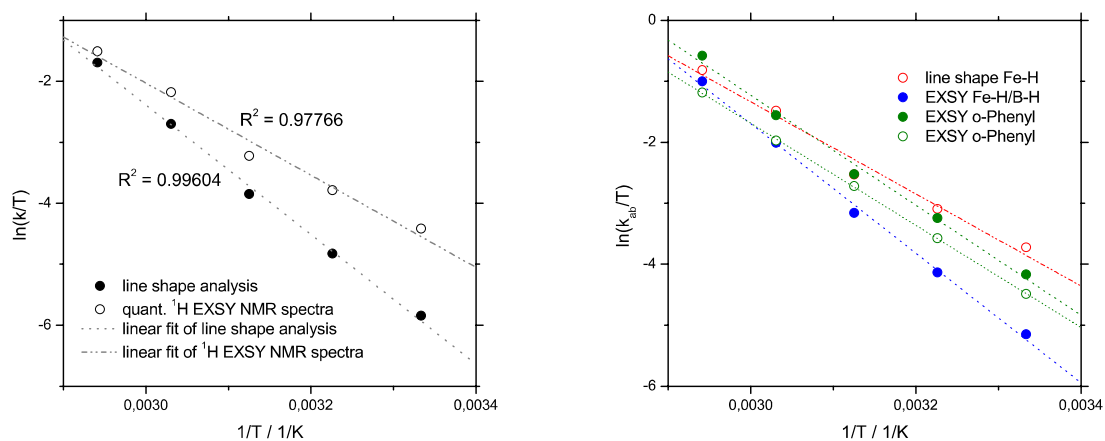 -2
-4
-6
ln(k/T)
R² = 0.97766
R² = 0.99604
line shape analysis
quant. ¹H EXSY NMR spectra
linear fit of line shape analysis
linear fit of ¹H EXSY NMR spectra
0,0030
0,0032
0,0034
1/T / 1/K
0
-2
-4
-6
ln(kab/T)
line shape Fe-H
EXSY Fe-H/B-H
EXSY o-Phenyl
EXSY o-Phenyl
0,0030
0,0032
0,0034
1/T / 1/K